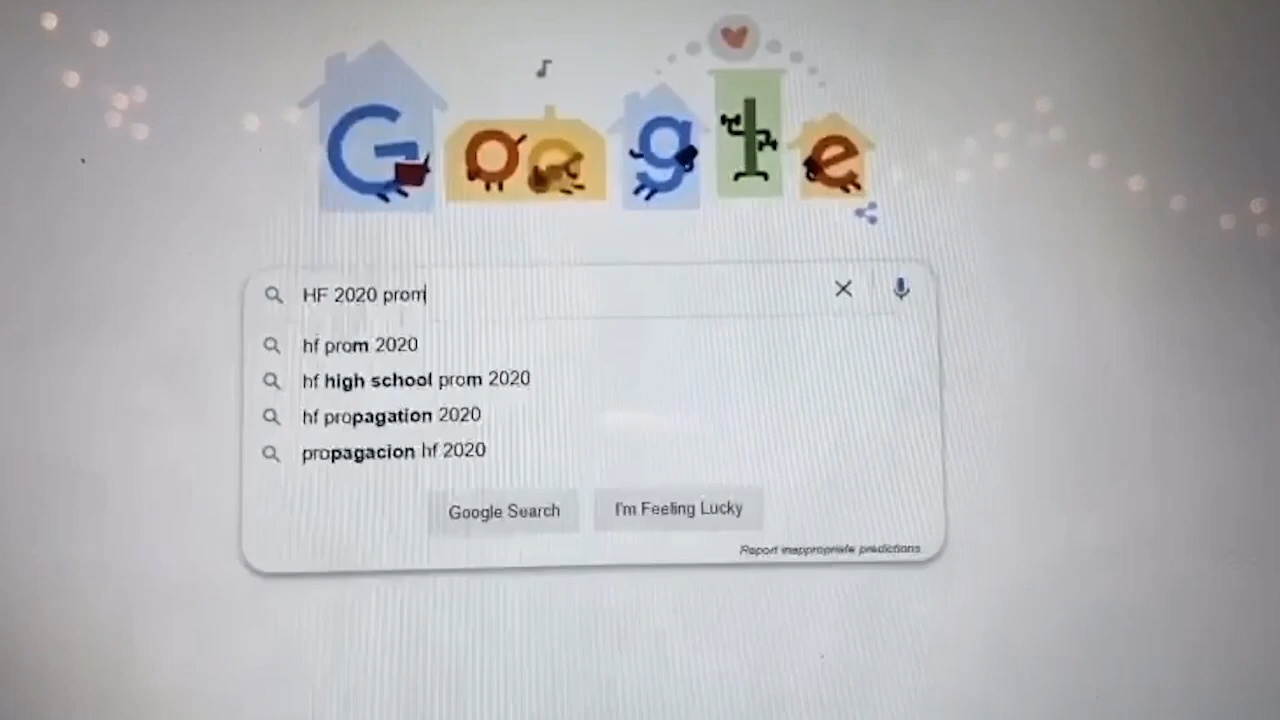 Google
HF 2020 prom
hf prom 2020
hf high school prom 2020
hf propagation 2020
propagacion hf 2020
Google Search
I'm Feeling Lucky
Report inappropriate predictions